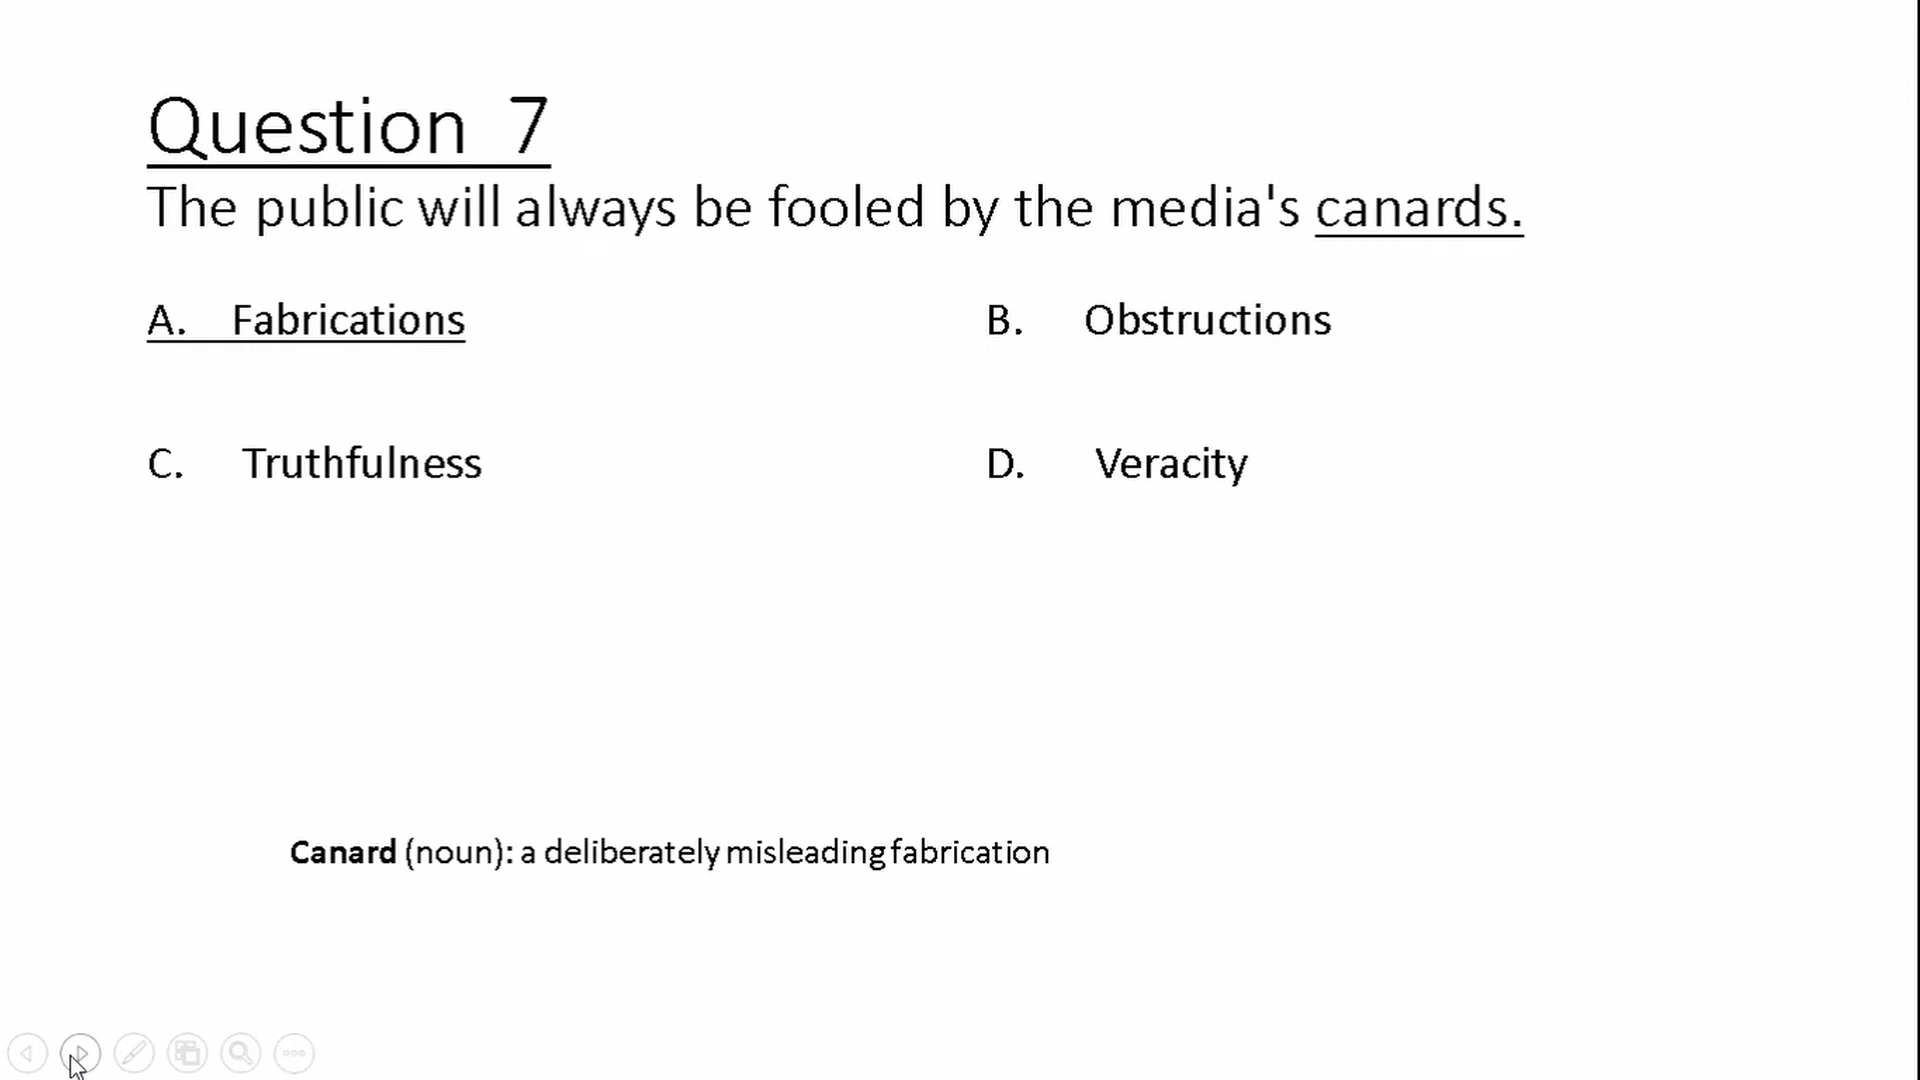 Question 7
The public will always be fooled by the media's canards.
A. Fabrications
B. Obstructions
C. Truthfulness
D. Veracity
Canard (noun): a deliberately misleading fabrication